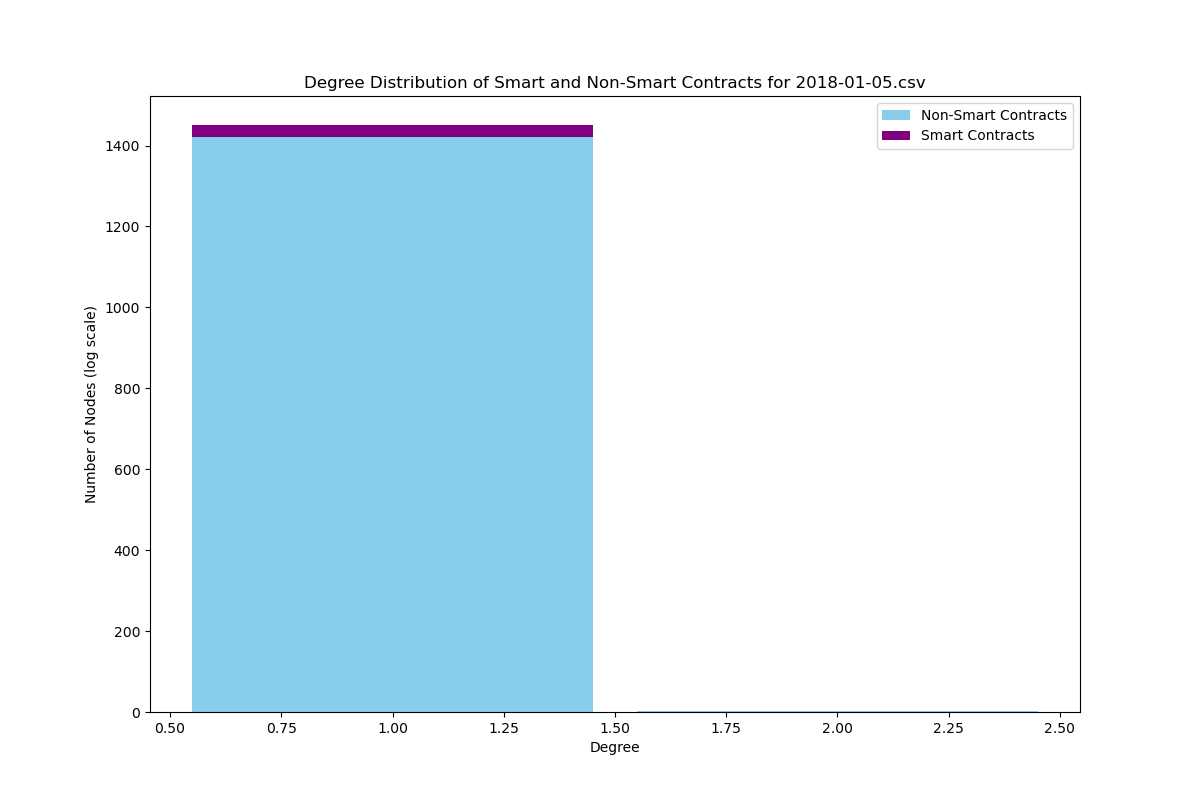 Degree Distribution of Smart and Non-Smart Contracts for 2018-01-05.csv
Non-Smart Contracts
Smart Contracts
Number of Nodes (log scale)
1400
1200
1000
800
600
400
200
0
0.50 0.75 1.00 1.25 1.50 1.75 2.00 2.25 2.50
Degree